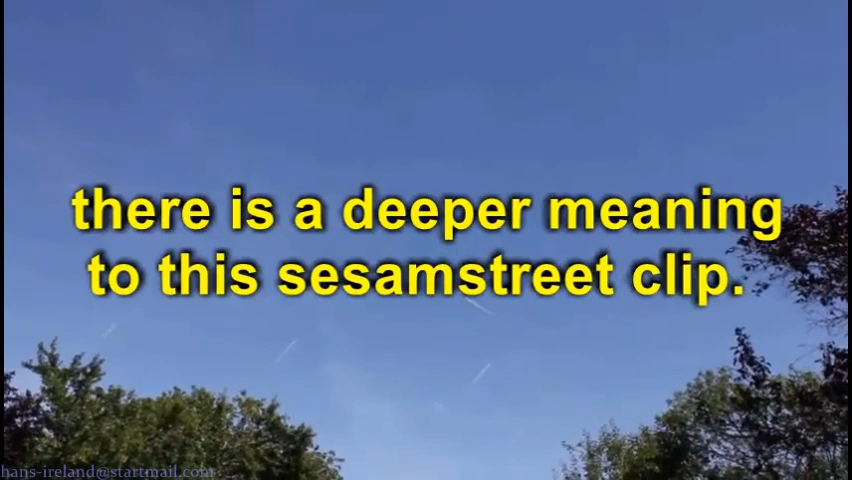 there is a deeper meaning
to this sesamstreet clip.
hans-ireland@startmail.com